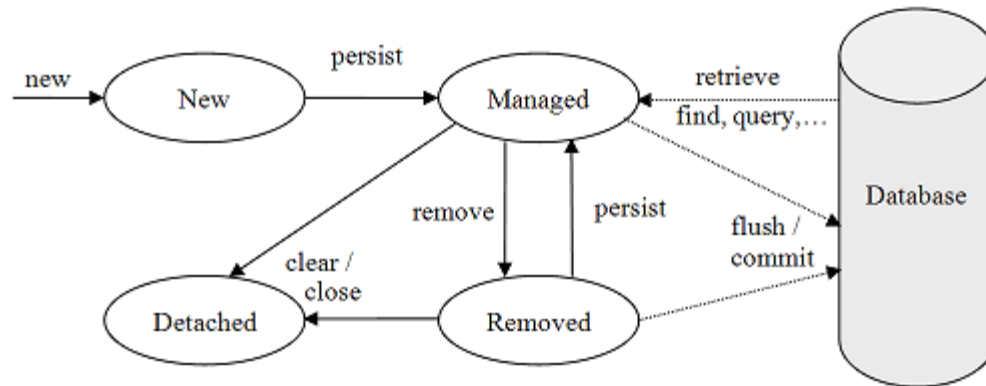 new
New
persist
Managed
retrieve
find, query,...
Database
remove
persist
flush /
commit
clear /
close
Detached
Removed